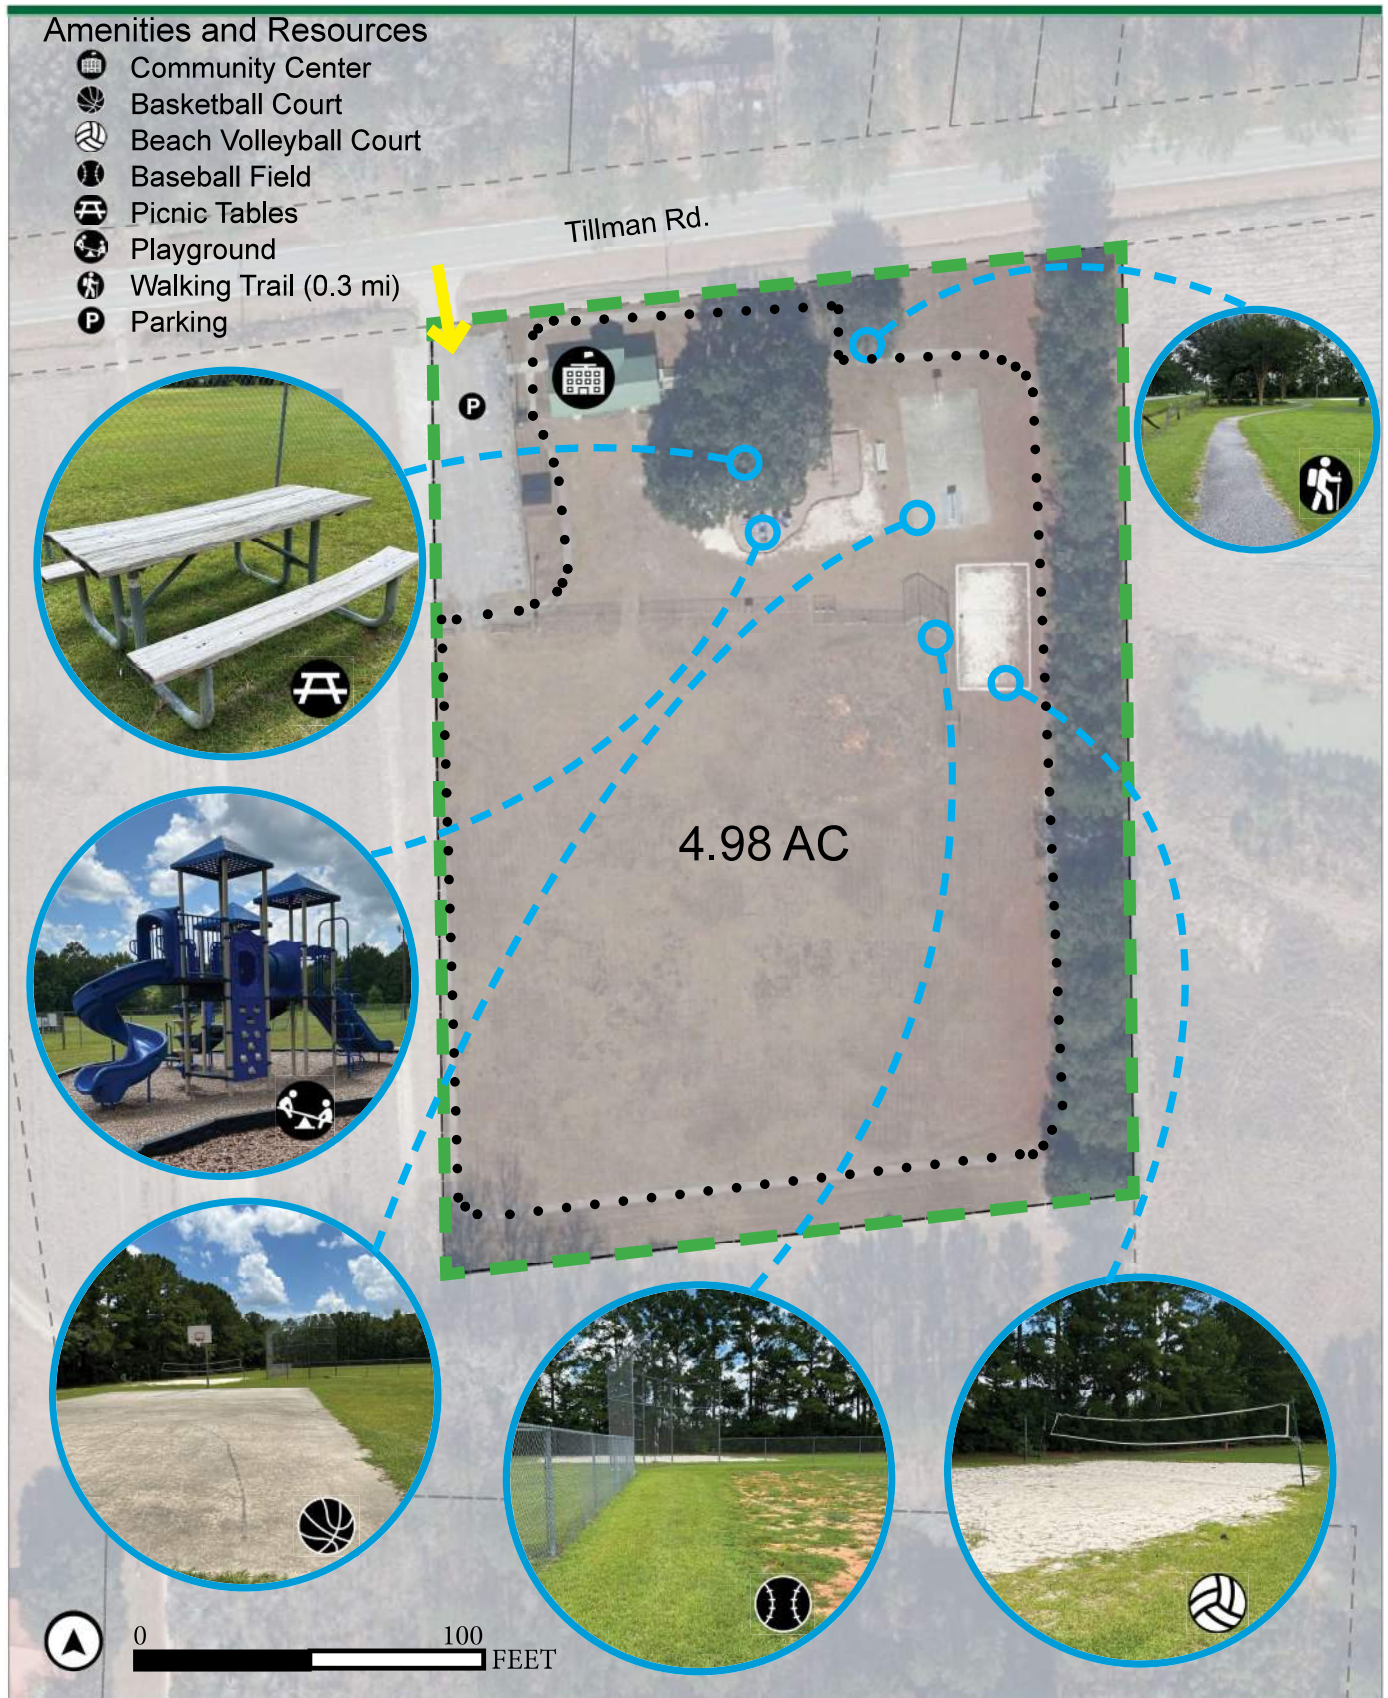 Amenities and Resources
Community Center
Basketball Court
Beach Volleyball Court
Baseball Field
Picnic Tables
Playground
Walking Trail (0.3 mi)
P Parking
Tillman Rd.
P
4.98 AC
0 100
FEET